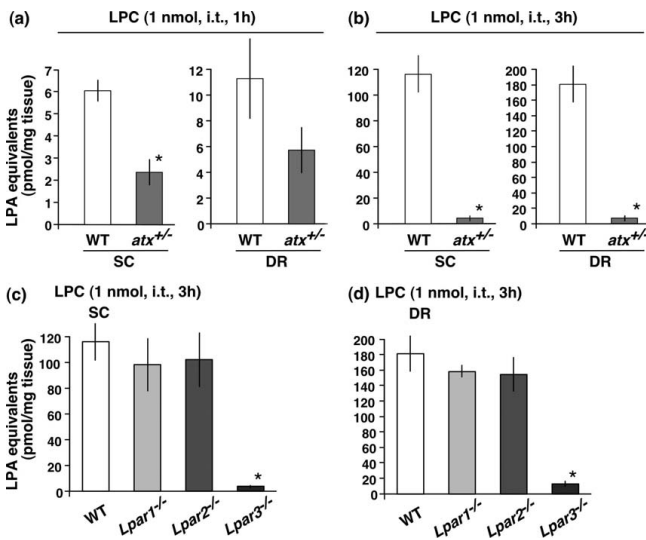 (a) LPC (1 nmol, i.t., 1h)
LPA equivalents
(pmol/mg tissue)
7
6
5
4
3
2
1
0
*
WT atx+/-
SC
12
10
8
6
4
2
0
WT atx+/-
DR
(b) LPC (1 nmol, i.t., 3h)
120
100
80
60
40
20
0
*
WT atx+/-
SC
200
180
160
140
120
100
80
60
40
20
0
*
WT atx+/-
DR
(c) LPC (1 nmol, i.t., 3h)
SC
LPA equivalents
(pmol/mg tissue)
120
100
80
60
40
20
0
*
WT Lpar1-/- Lpar2-/- Lpar3-/-
(d) LPC (1 nmol, i.t., 3h)
DR
200
180
160
140
120
100
80
60
40
20
0
*
WT Lpar1-/- Lpar2-/- Lpar3-/-